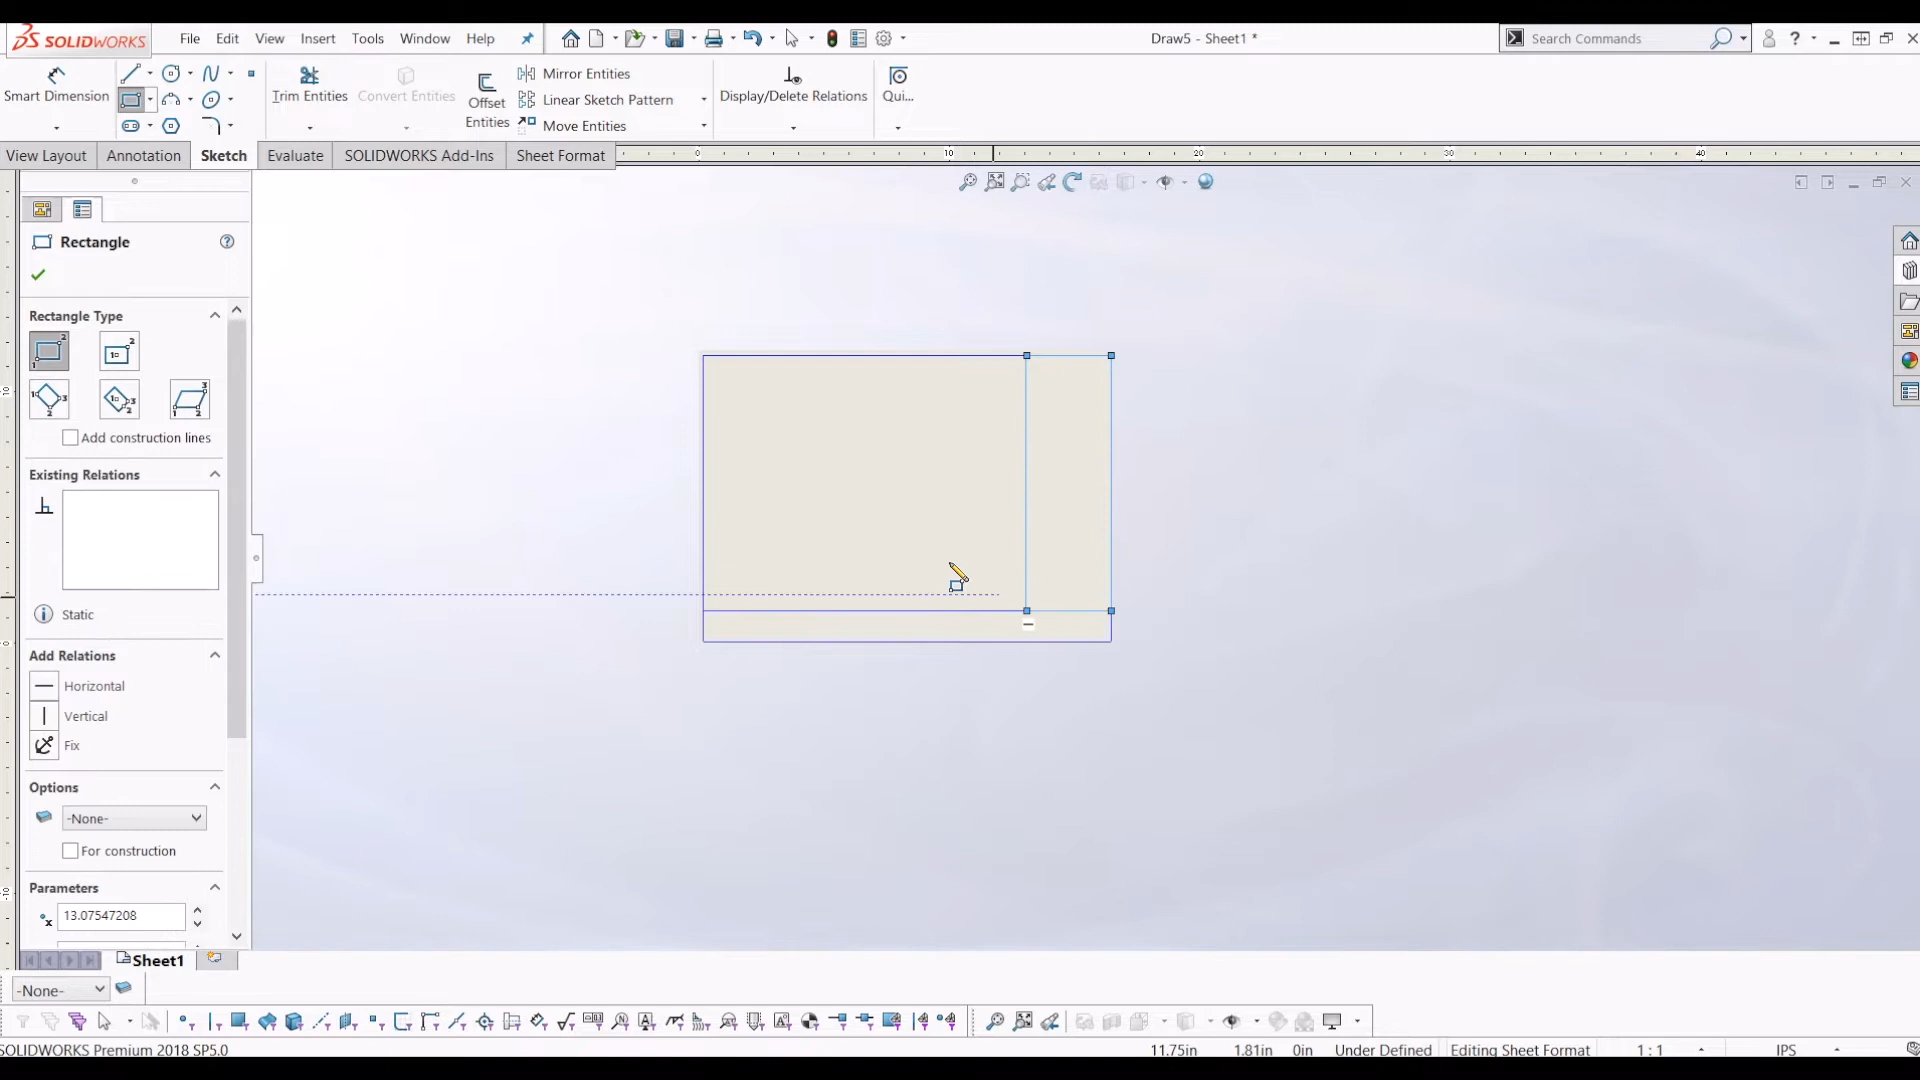 SOLIDWORKS
File Edit View Insert Tools Window Help
Draw5 - Sheet1 *
Search Commands
Smart Dimension
Trim Entities
Convert Entities
Offset Entities
Mirror Entities
Linear Sketch Pattern
Move Entities
Display/Delete Relations
Qui...
View Layout Annotation Sketch Evaluate SOLIDWORKS Add-Ins Sheet Format
0 10 20 30 40
Rectangle
Rectangle Type
Add construction lines
Existing Relations
Static
Add Relations
Horizontal
Vertical
Fix
Options
-None-
For construction
Parameters
13.07547208
Sheet1
-None-
SOLIDWORKS Premium 2018 SP5.0
11.75in 1.81in 0in Under Defined Editing Sheet Format 1 : 1 IPS